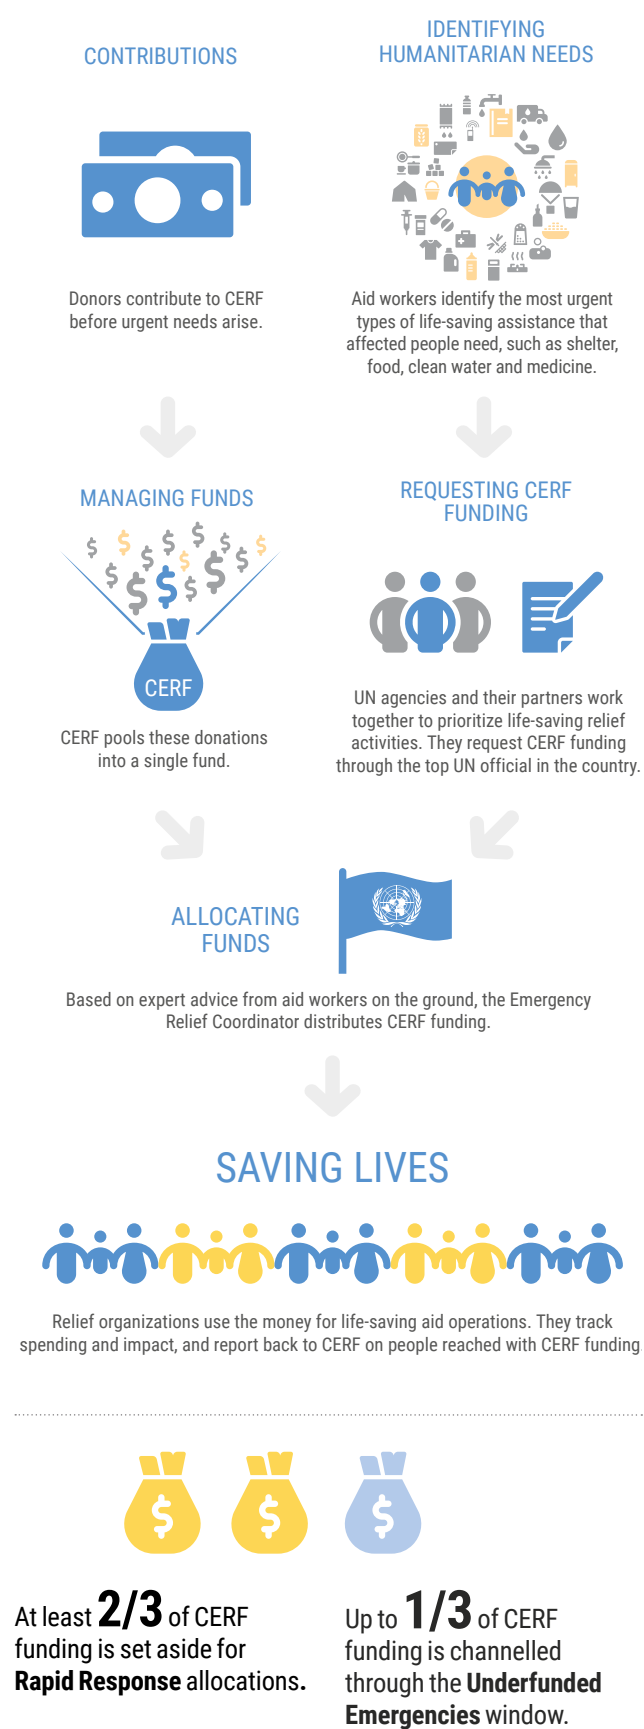 CONTRIBUTIONS
Donors contribute to CERF
before urgent needs arise.
IDENTIFYING
HUMANITARIAN NEEDS
Aid workers identify the most urgent
types of life-saving assistance that
affected people need, such as shelter,
food, clean water and medicine.
MANAGING FUNDS
$ $ $ $ $ $ $ $ $ $ $ $ $ $
CERF
CERF pools these donations
into a single fund.
REQUESTING CERF
FUNDING
UN agencies and their partners work
together to prioritize life-saving relief
activities. They request CERF funding
through the top UN official in the country.
ALLOCATING
FUNDS
Based on expert advice from aid workers on the ground, the Emergency
Relief Coordinator distributes CERF funding.
SAVING LIVES
Relief organizations use the money for life-saving aid operations. They track
spending and impact, and report back to CERF on people reached with CERF funding.
$ $ $
At least 2/3 of CERF
funding is set aside for
Rapid Response allocations.
Up to 1/3 of CERF
funding is channelled
through the Underfunded
Emergencies window.